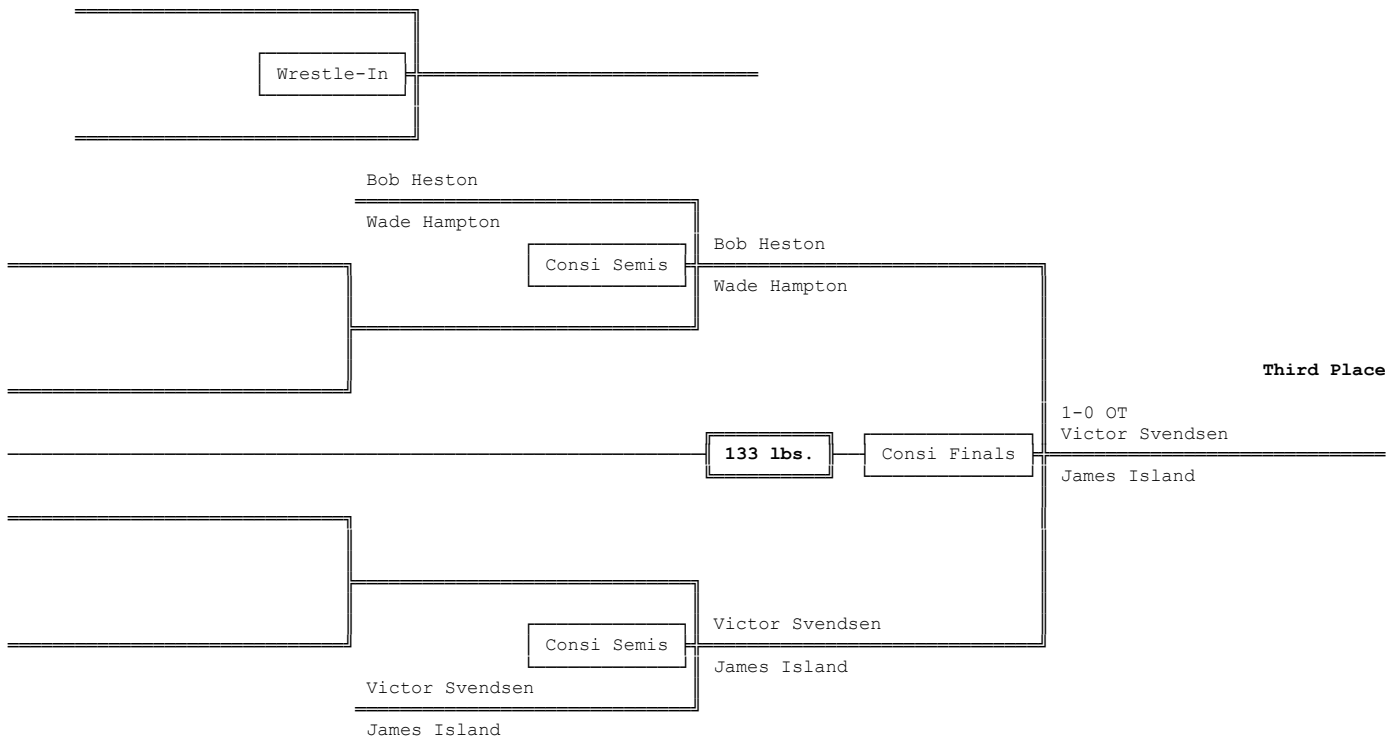 Wrestle-In
Bob Heston
Wade Hampton
Bob Heston
Consi Semis
Wade Hampton
Third Place
1-0 OT
Victor Svendsen
133 lbs.
Consi Finals
James Island
Victor Svendsen
Consi Semis
James Island
Victor Svendsen
James Island